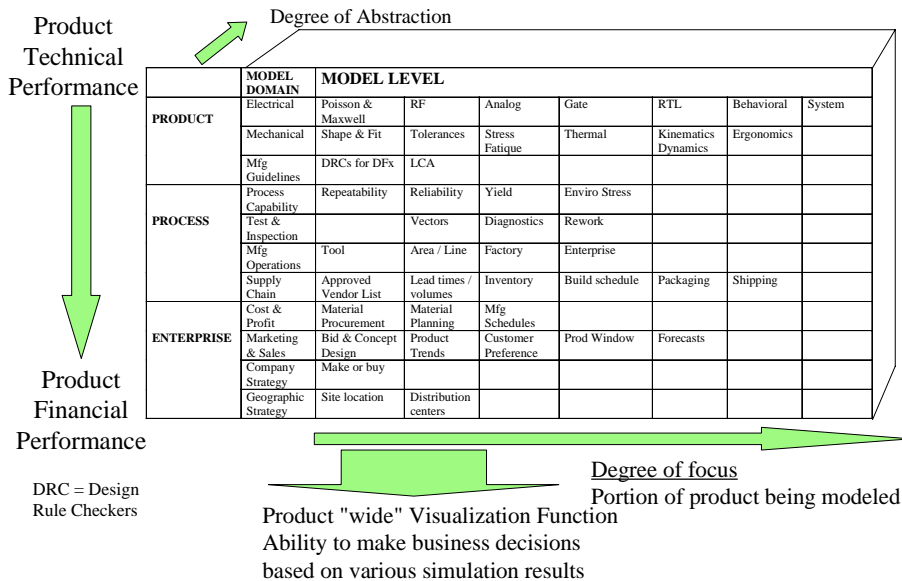 Product
Technical
Performance
Degree of Abstraction
MODEL DOMAIN MODEL LEVEL
PRODUCT
Electrical Poisson & Maxwell RF Analog Gate RTL Behavioral System
Mechanical Shape & Fit Tolerances Stress Fatique Thermal Kinematics Dynamics Ergonomics
Mfg Guidelines DRCs for DFx LCA
PROCESS
Process Capability Repeatability Reliability Yield Enviro Stress
Test & Inspection Vectors Diagnostics Rework
Mfg Operations Tool Area / Line Factory Enterprise
Supply Chain Approved Vendor List Lead times / volumes Inventory Build schedule Packaging Shipping
ENTERPRISE
Cost & Profit Material Procurement Material Planning Mfg Schedules
Marketing & Sales Bid & Concept Design Product Trends Customer Preference Prod Window Forecasts
Company Strategy Make or buy
Geographic Strategy Site location Distribution centers
Product
Financial
Performance
DRC = Design
Rule Checkers
Degree of focus
Portion of product being modeled
Product "wide" Visualization Function
Ability to make business decisions
based on various simulation results